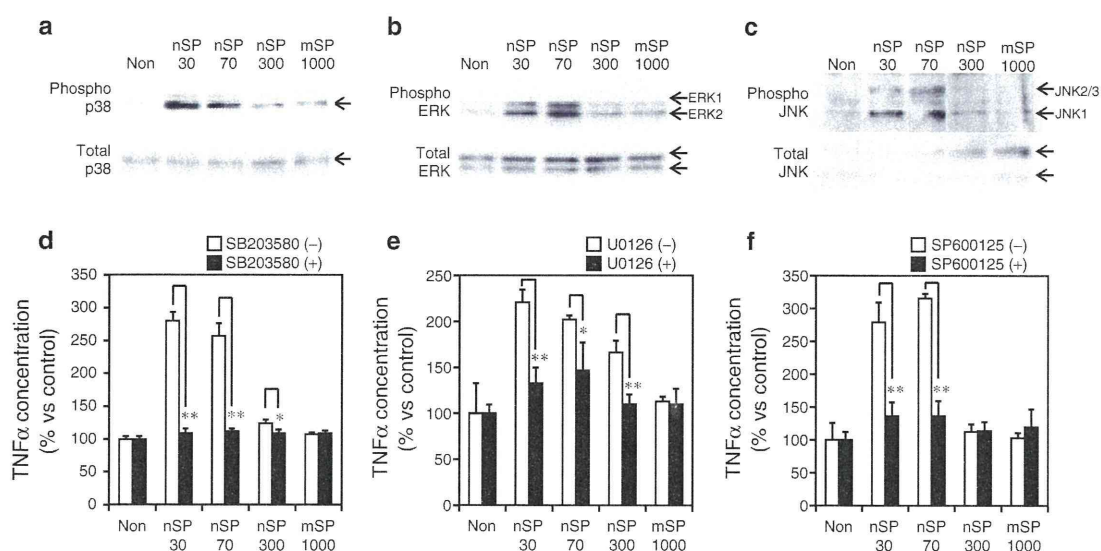 a
nSP nSP nSP mSP
Non 30 70 300 1000
Phospho
p38
Total
p38
b
nSP nSP nSP mSP
Non 30 70 300 1000
Phospho
ERK
ERK1
ERK2
Total
ERK
c
nSP nSP nSP mSP
Non 30 70 300 1000
Phospho
JNK
JNK2/3
JNK1
Total
JNK
d
SB203580 (−)
SB203580 (+)
TNFα concentration
(% vs control)
350
300
250
200
150
100
50
0
** ** *
Non nSP nSP nSP mSP
30 70 300 1000
e
U0126 (−)
U0126 (+)
TNFα concentration
(% vs control)
250
200
150
100
50
0
** * **
Non nSP nSP nSP mSP
30 70 300 1000
f
SP600125 (−)
SP600125 (+)
TNFα concentration
(% vs control)
350
300
250
200
150
100
50
0
** **
Non nSP nSP nSP mSP
30 70 300 1000